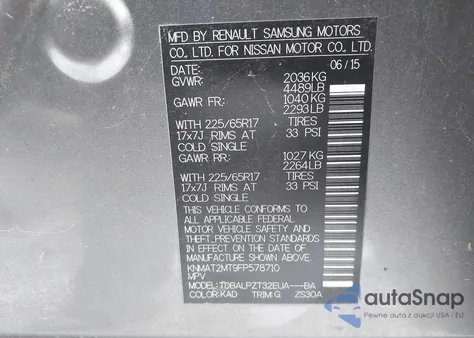 MFD BY RENAULT SAMSUNG MOTORS
CO., LTD. FOR NISSAN MOTOR CO., LTD.
DATE: 06/15
GVWR: 2036KG
4489LB
GAWR FR: 1040KG
2293LB
WITH 225/65R17 TIRES
17x7J RIMS AT 33 PSI
COLD SINGLE
GAWR RR: 1027KG
2264LB
WITH 225/65R17 TIRES
17x7J RIMS AT 33 PSI
COLD SINGLE
THIS VEHICLE CONFORMS
TO ALL APPLICABLE FEDERAL
MOTOR VEHICLE SAFETY AND
THEFT PREVENTION STANDARDS
IN EFFECT ON THE DATE OF
MANUFACTURE SHOWN ABOVE.
KNMAT2MT9FP578710
MPV
MODEL: TDBALPZT32EUA---BA
COLOR:KAD TRIM:G ZS30A
autaSnap
Pewne auta z dostawą z USA i EU